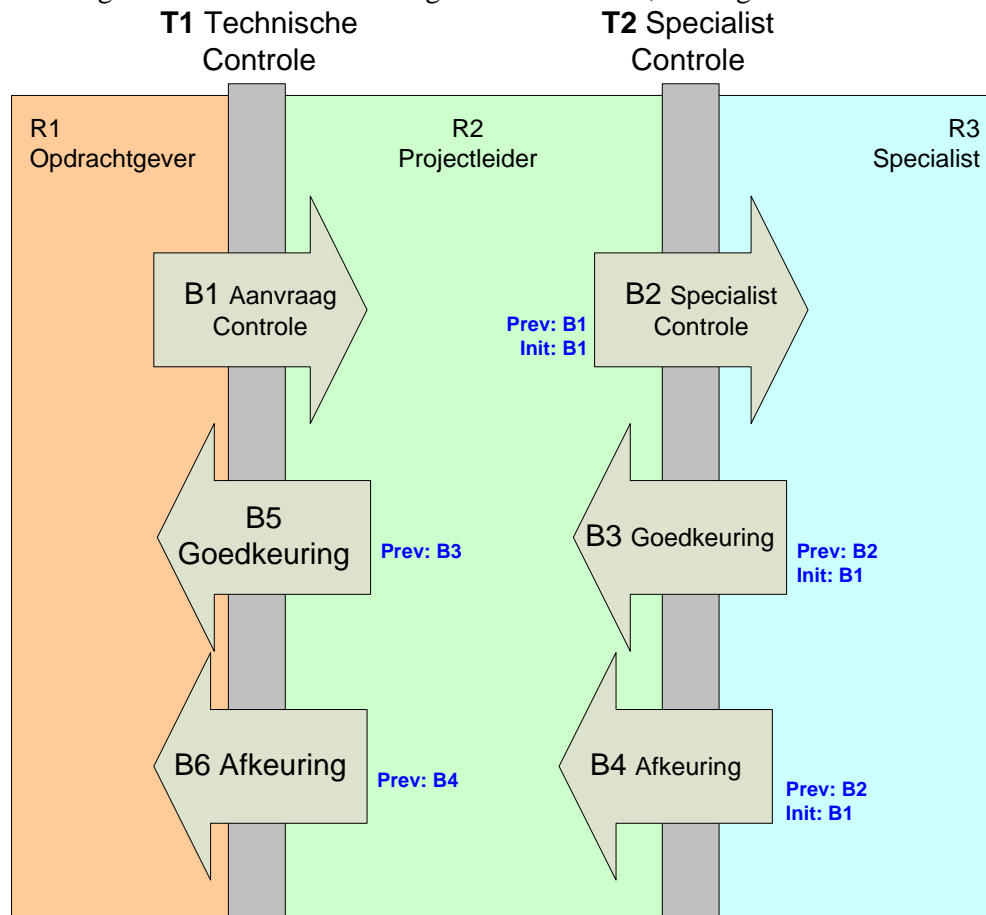 T1 Technische
Controle
T2 Specialist
Controle
R1
Opdrachtgever
R2
Projectleider
R3
Specialist
B1 Aanvraag
Controle
Prev: B1
Init: B1
B2 Specialist
Controle
B5
Goedkeuring
Prev: B3
B3 Goedkeuring
Prev: B2
Init: B1
B6 Afkeuring
Prev: B4
B4 Afkeuring
Prev: B2
Init: B1